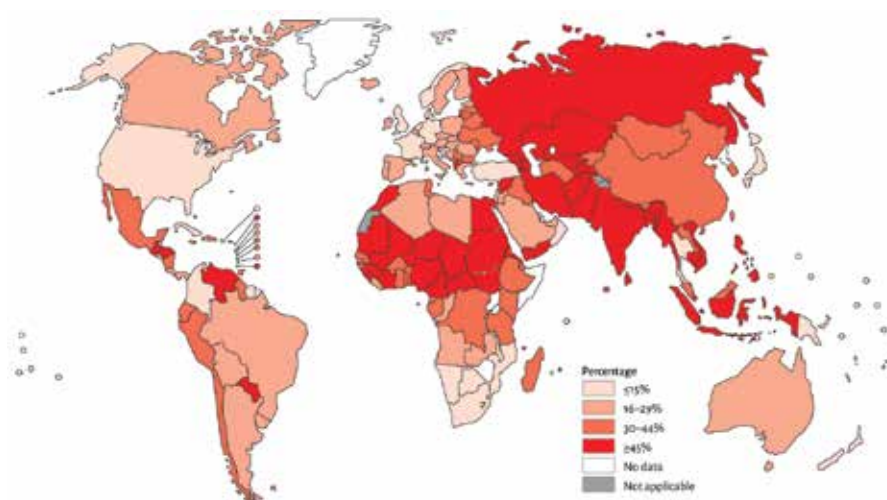 Percentage
≤15%
16–29%
30–44%
≥45%
No data
Not applicable